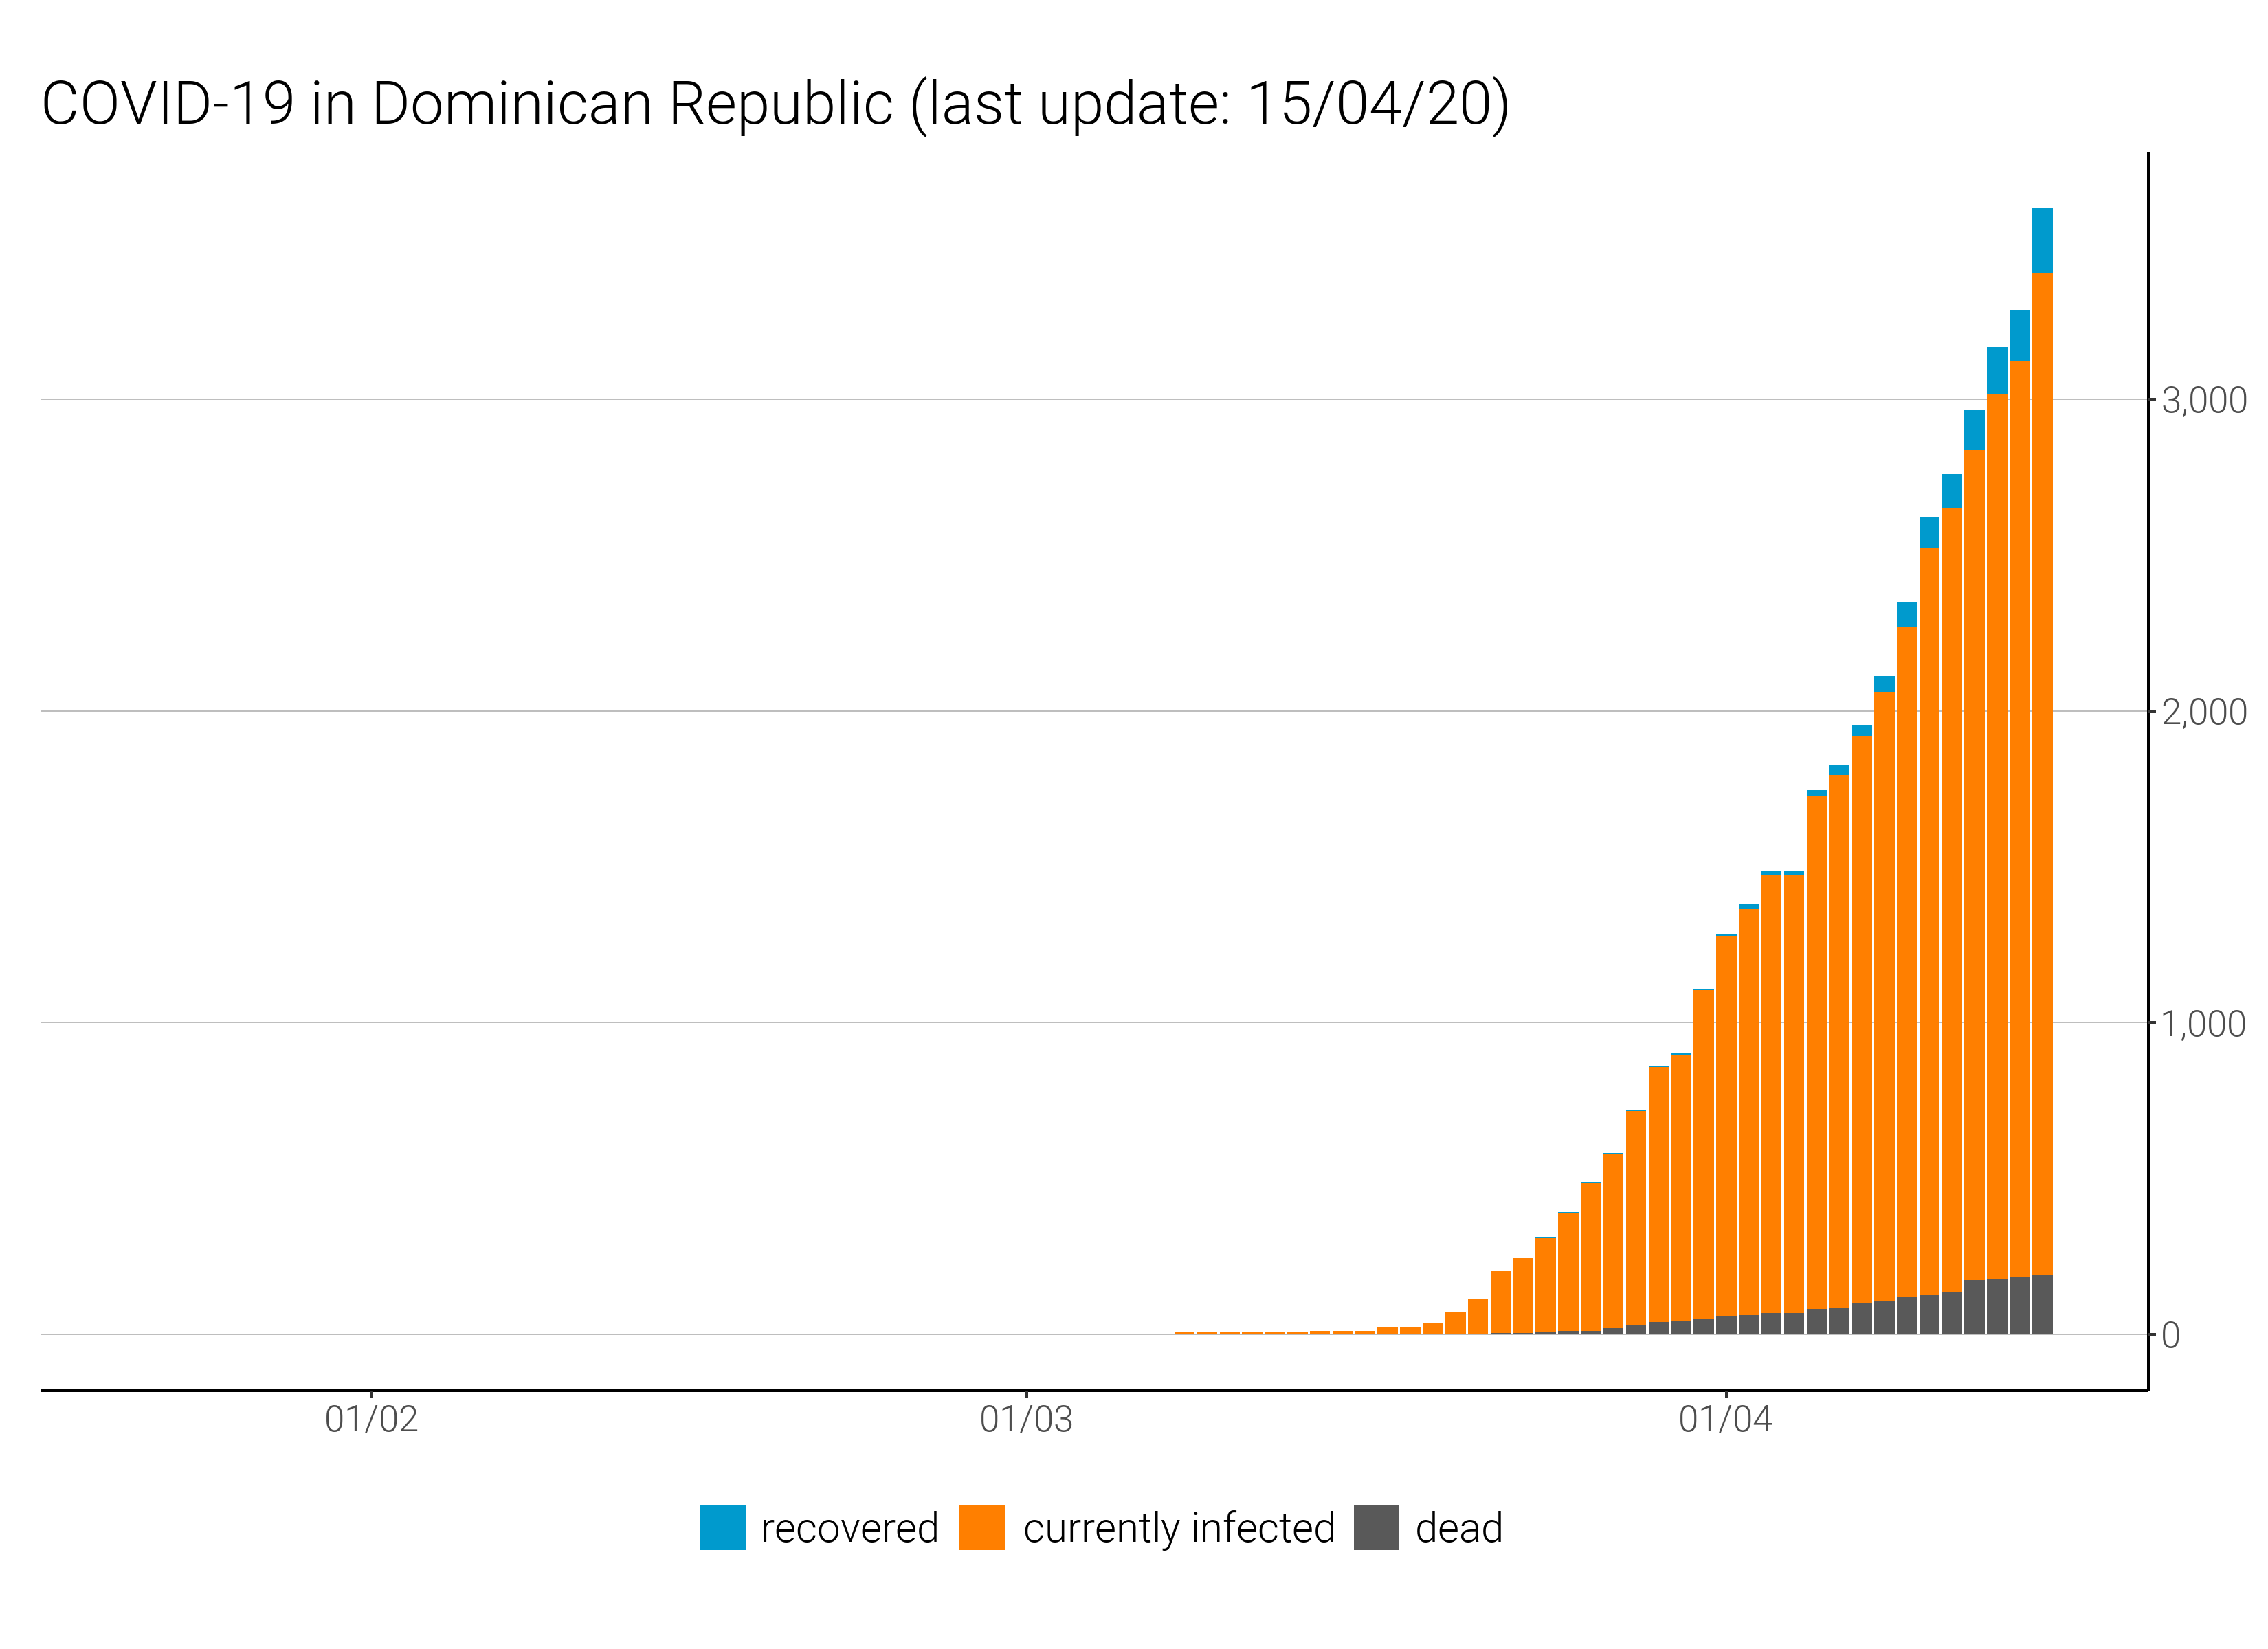 COVID-19 in Dominican Republic (last update: 15/04/20)
3,000
2,000
1,000
0
01/02 01/03 01/04
recovered currently infected dead